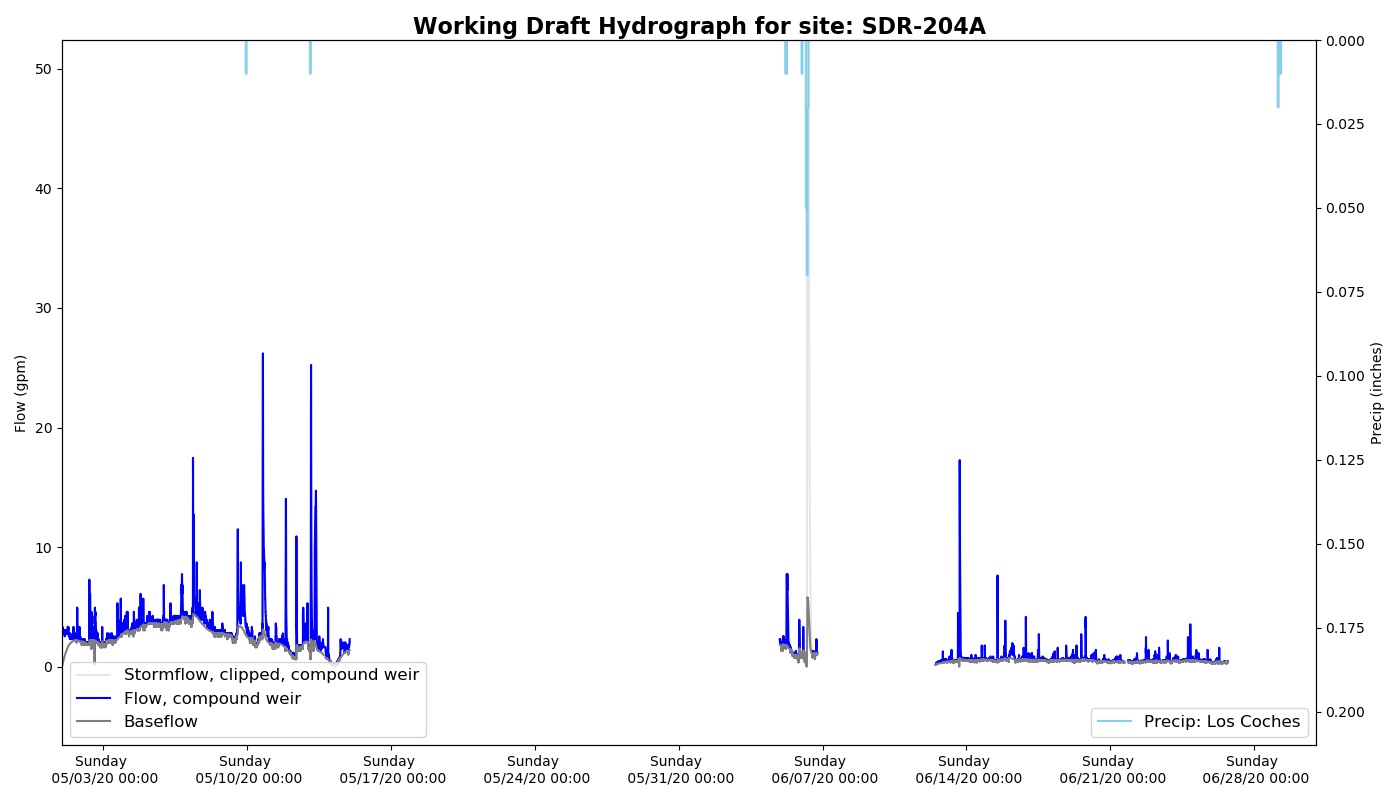 Working Draft Hydrograph for site: SDR-204A
50
40
30
20
10
0
Flow (gpm)
0.000
0.025
0.050
0.075
0.100
0.125
0.150
0.175
0.200
Precip (inches)
Stormflow, clipped, compound weir
Flow, compound weir
Baseflow
Precip: Los Coches
Sunday
05/03/20 00:00
Sunday
05/10/20 00:00
Sunday
05/17/20 00:00
Sunday
05/24/20 00:00
Sunday
05/31/20 00:00
Sunday
06/07/20 00:00
Sunday
06/14/20 00:00
Sunday
06/21/20 00:00
Sunday
06/28/20 00:00